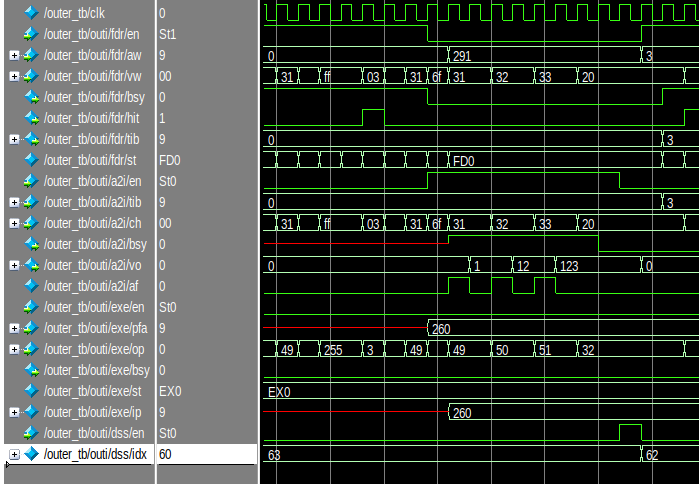 /outer_tb/clk 0
/outer_tb/outi/fdr/en St1
/outer_tb/outi/fdr/aw 9 0 291 3
/outer_tb/outi/fdr/vw 00 31 ff 03 31 6f 31 32 33 20
/outer_tb/outi/fdr/bsy 0
/outer_tb/outi/fdr/hit 1
/outer_tb/outi/fdr/tib 9 0 3
/outer_tb/outi/fdr/st FD0 FD0
/outer_tb/outi/a2i/en St0
/outer_tb/outi/a2i/tib 9 0 3
/outer_tb/outi/a2i/ch 00 31 ff 03 31 6f 31 32 33 20
/outer_tb/outi/a2i/bsy 0
/outer_tb/outi/a2i/vo 0 0 1 12 123 0
/outer_tb/outi/a2i/af 0
/outer_tb/outi/exe/en St0
/outer_tb/outi/exe/pfa 9 260
/outer_tb/outi/exe/op 0 49 255 3 49 49 50 51 32
/outer_tb/outi/exe/bsy 0
/outer_tb/outi/exe/st EX0 EX0
/outer_tb/outi/exe/ip 9 260
/outer_tb/outi/dss/en St0
/outer_tb/outi/dss/idx 60 63 62